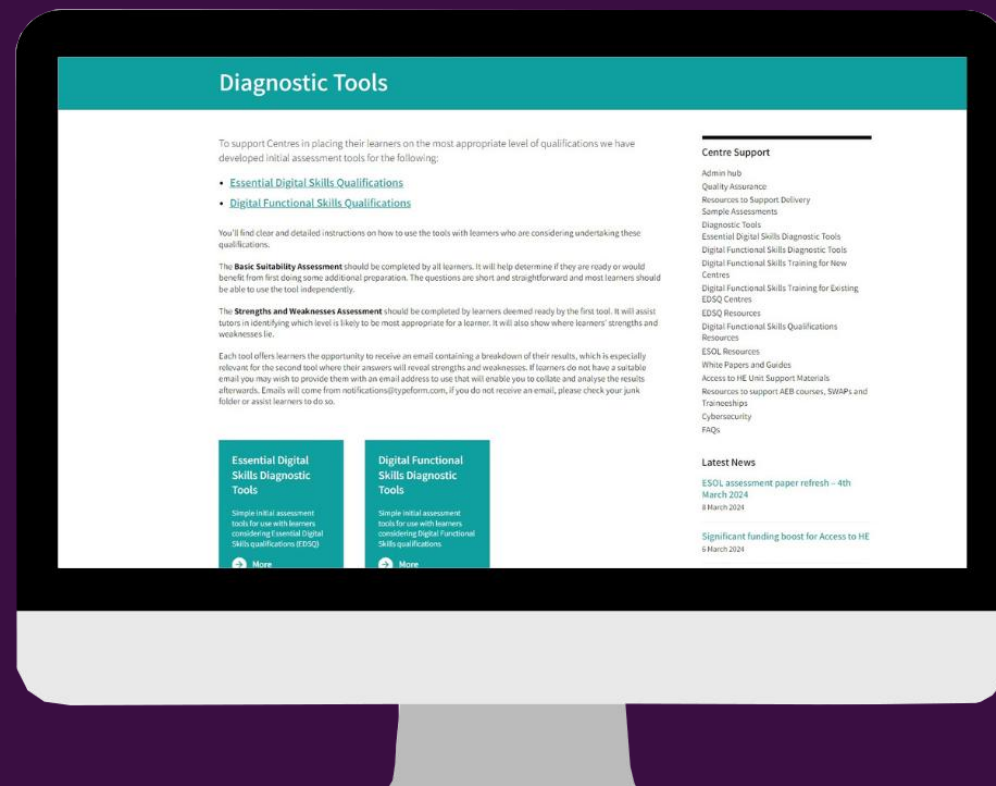 Diagnostic Tools
To support Centres in placing their learners on the most appropriate level of qualifications we have
developed initial assessment tools for the following:
• Essential Digital Skills Qualifications
• Digital Functional Skills Qualifications
You'll find clear and detailed instructions on how to use the tools with learners who are considering undertaking these
qualifications.
The Basic Suitability Assessment should be completed by all learners. It will help determine if they are ready or would
benefit from first doing some additional preparation. The questions are short and straightforward and most learners should
be able to use the tool independently.
The Strengths and Weaknesses Assessment should be completed by learners deemed ready by the first tool. It will assist
tutors in identifying which level is likely to be most appropriate for a learner. It will also show where learners' strengths and
weaknesses lie.
Each tool offers learners the opportunity to receive an email containing a breakdown of their results, which is especially
relevant for the second tool where their answers will reveal strengths and weaknesses. If learners do not have a suitable
email you may wish to provide them with an email address to use that will enable you to collate and analyse the results
afterwards. Emails will come from notifications@typeform.com, if you do not receive an email, please check your junk
folder or assist learners to do so.
Essential Digital
Skills Diagnostic
Tools
Simple initial assessment
tools for use with learners
considering Essential Digital
Skills qualifications (EDSQ)
More
Digital Functional
Skills Diagnostic
Tools
Simple initial assessment
tools for use with learners
considering Digital Functional
Skills qualifications
More
Centre Support
Admin hub
Quality Assurance
Resources to Support Delivery
Sample Assessments
Diagnostic Tools
Essential Digital Skills Diagnostic Tools
Digital Functional Skills Diagnostic Tools
Digital Functional Skills Training for New
Centres
Digital Functional Skills Training for Existing
EDSQ Centres
EDSQ Resources
Digital Functional Skills Qualifications
Resources
ESOL Resources
White Papers and Guides
Access to HE Unit Support Materials
Resources to support AEB courses, SWAPs and
Traineeships
Cybersecurity
FAQs
Latest News
ESOL assessment paper refresh – 4th
March 2024
8 March 2024
Significant funding boost for Access to HE
6 March 2024